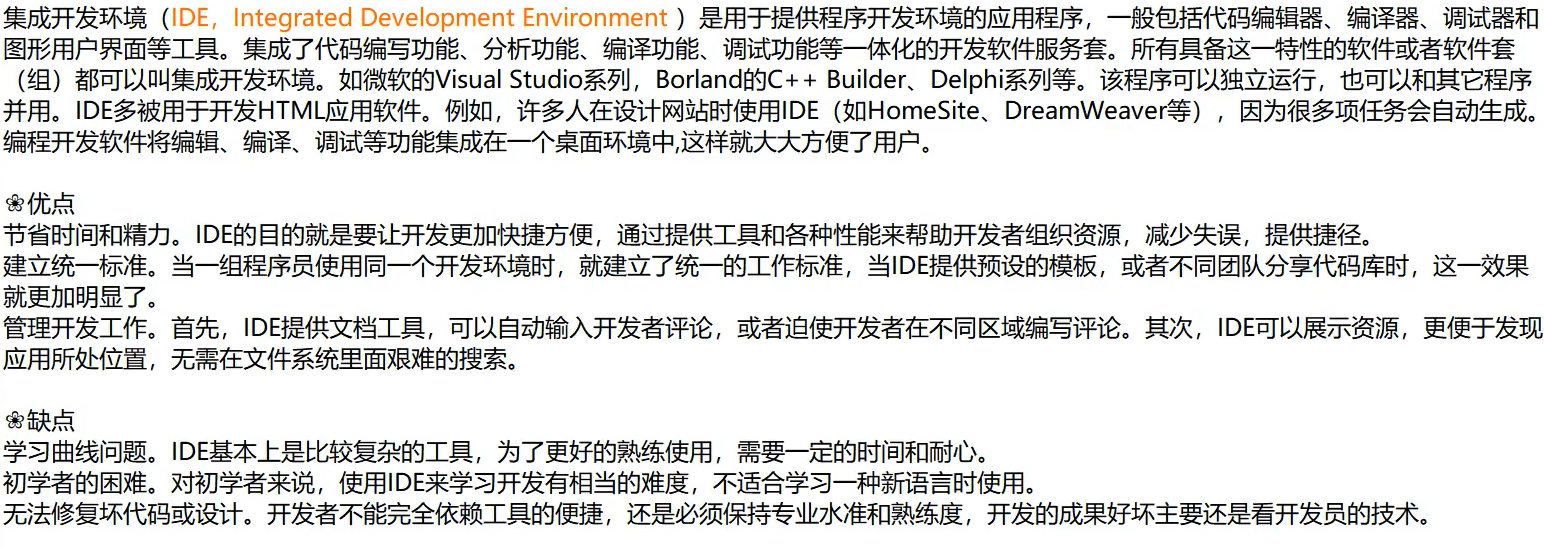 集成开发环境（IDE，Integrated Development Environment ）是用于提供程序开发环境的应用程序，一般包括代码编辑器、编译器、调试器和
图形用户界面等工具。集成了代码编写功能、分析功能、编译功能、调试功能等一体化的开发软件服务套。所有具备这一特性的软件或者软件套
（组）都可以叫集成开发环境。如微软的Visual Studio系列，Borland的C++ Builder、Delphi系列等。该程序可以独立运行，也可以和其它程序
并用。IDE多被用于开发HTML应用软件。例如，许多人在设计网站时使用IDE（如HomeSite、DreamWeaver等），因为很多项任务会自动生成。
编程开发软件将编辑、编译、调试等功能集成在一个桌面环境中,这样就大大方便了用户。
❀优点
节省时间和精力。IDE的目的就是要让开发更加快捷方便，通过提供工具和各种性能来帮助开发者组织资源，减少失误，提供捷径。
建立统一标准。当一组程序员使用同一个开发环境时，就建立了统一的工作标准，当IDE提供预设的模板，或者不同团队分享代码库时，这一效果
就更加明显了。
管理开发工作。首先，IDE提供文档工具，可以自动输入开发者评论，或者迫使开发者在不同区域编写评论。其次，IDE可以展示资源，更便于发现
应用所处位置，无需在文件系统里面艰难的搜索。
❀缺点
学习曲线问题。IDE基本上是比较复杂的工具，为了更好的熟练使用，需要一定的时间和耐心。
初学者的困难。对初学者来说，使用IDE来学习开发有相当的难度，不适合学习一种新语言时使用。
无法修复坏代码或设计。开发者不能完全依赖工具的便捷，还是必须保持专业水准和熟练度，开发的成果好坏主要还是看开发员的技术。